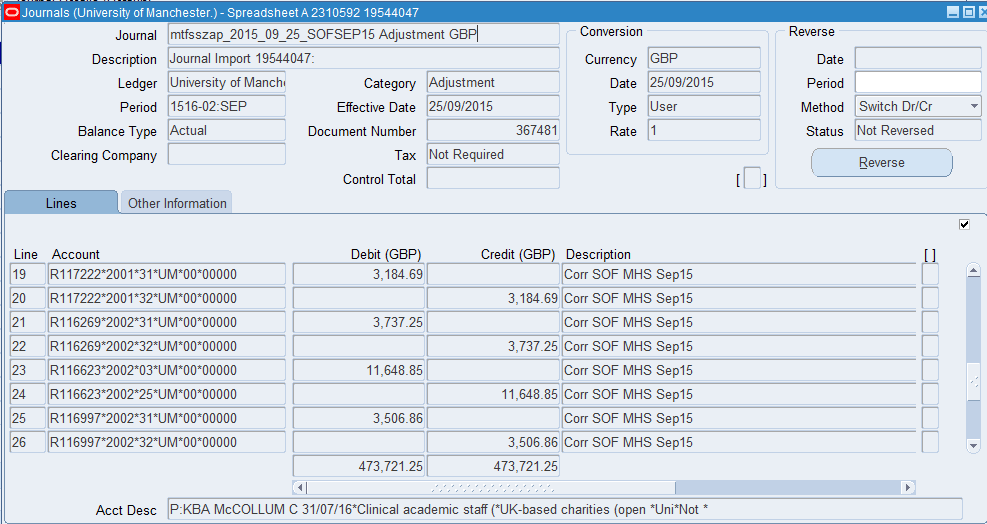 Journals (University of Manchester.) - Spreadsheet A 2310592 19544047
Journal mtfsszap_2015_09_25_SOFSEP15 Adjustment GBP
Description Journal Import 19544047:
Ledger University of Manch Category Adjustment
Period 1516-02:SEP Effective Date 25/09/2015
Balance Type Actual Document Number 367481
Clearing Company Tax Not Required
Control Total
[ ]
Conversion
Currency GBP
Date 25/09/2015
Type User
Rate 1
Reverse
Date
Period
Method Switch Dr/Cr
Status Not Reversed
Reverse
Lines Other Information
Line Account Debit (GBP) Credit (GBP) Description [ ]
19 R117222*2001*31*UM*00*00000 3,184.69 Corr SOF MHS Sep15
20 R117222*2001*32*UM*00*00000 3,184.69 Corr SOF MHS Sep15
21 R116269*2002*31*UM*00*00000 3,737.25 Corr SOF MHS Sep15
22 R116269*2002*32*UM*00*00000 3,737.25 Corr SOF MHS Sep15
23 R116623*2002*03*UM*00*00000 11,648.85 Corr SOF MHS Sep15
24 R116623*2002*25*UM*00*00000 11,648.85 Corr SOF MHS Sep15
25 R116997*2002*31*UM*00*00000 3,506.86 Corr SOF MHS Sep15
26 R116997*2002*32*UM*00*00000 3,506.86 Corr SOF MHS Sep15
473,721.25 473,721.25
Acct Desc P:KBA McCOLLUM C 31/07/16*Clinical academic staff (*UK-based charities (open *Uni*Not *